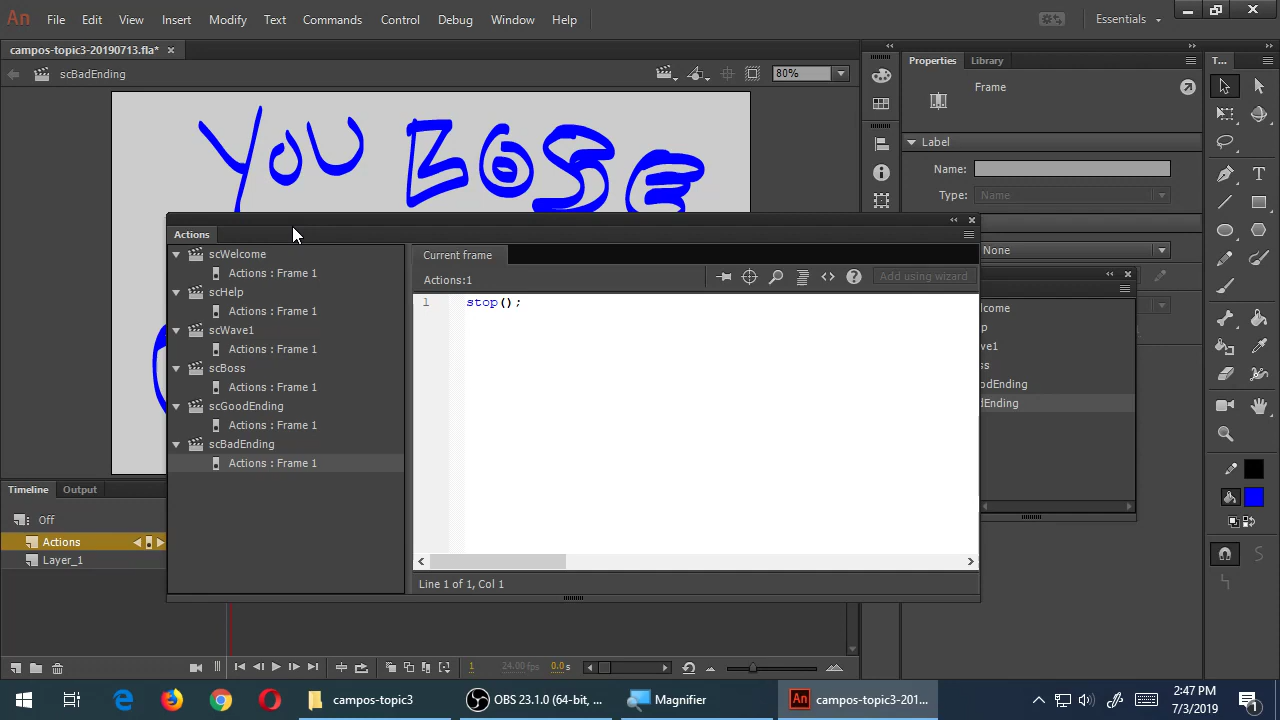 An File Edit View Insert Modify Text Commands Control Debug Window Help Essentials
campos-topic3-20190713.fla* ×
scBadEnding 80%
YOU LOSE
Properties Library T...
Frame
Label
Name:
Type: Name
None
Actions
scWelcome
Actions : Frame 1
scHelp
Actions : Frame 1
scWave1
Actions : Frame 1
scBoss
Actions : Frame 1
scGoodEnding
Actions : Frame 1
scBadEnding
Actions : Frame 1
Current frame
Actions:1 Add using wizard
1 stop();
Line 1 of 1, Col 1
elcome
p
ve1
ss
odEnding
dEnding
Timeline Output
Off
Actions
Layer_1
1 24.00 fps 0.0 s
campos-topic3
OBS 23.1.0 (64-bit, ...
Magnifier
An campos-topic3-201...
2:47 PM
7/3/2019
1